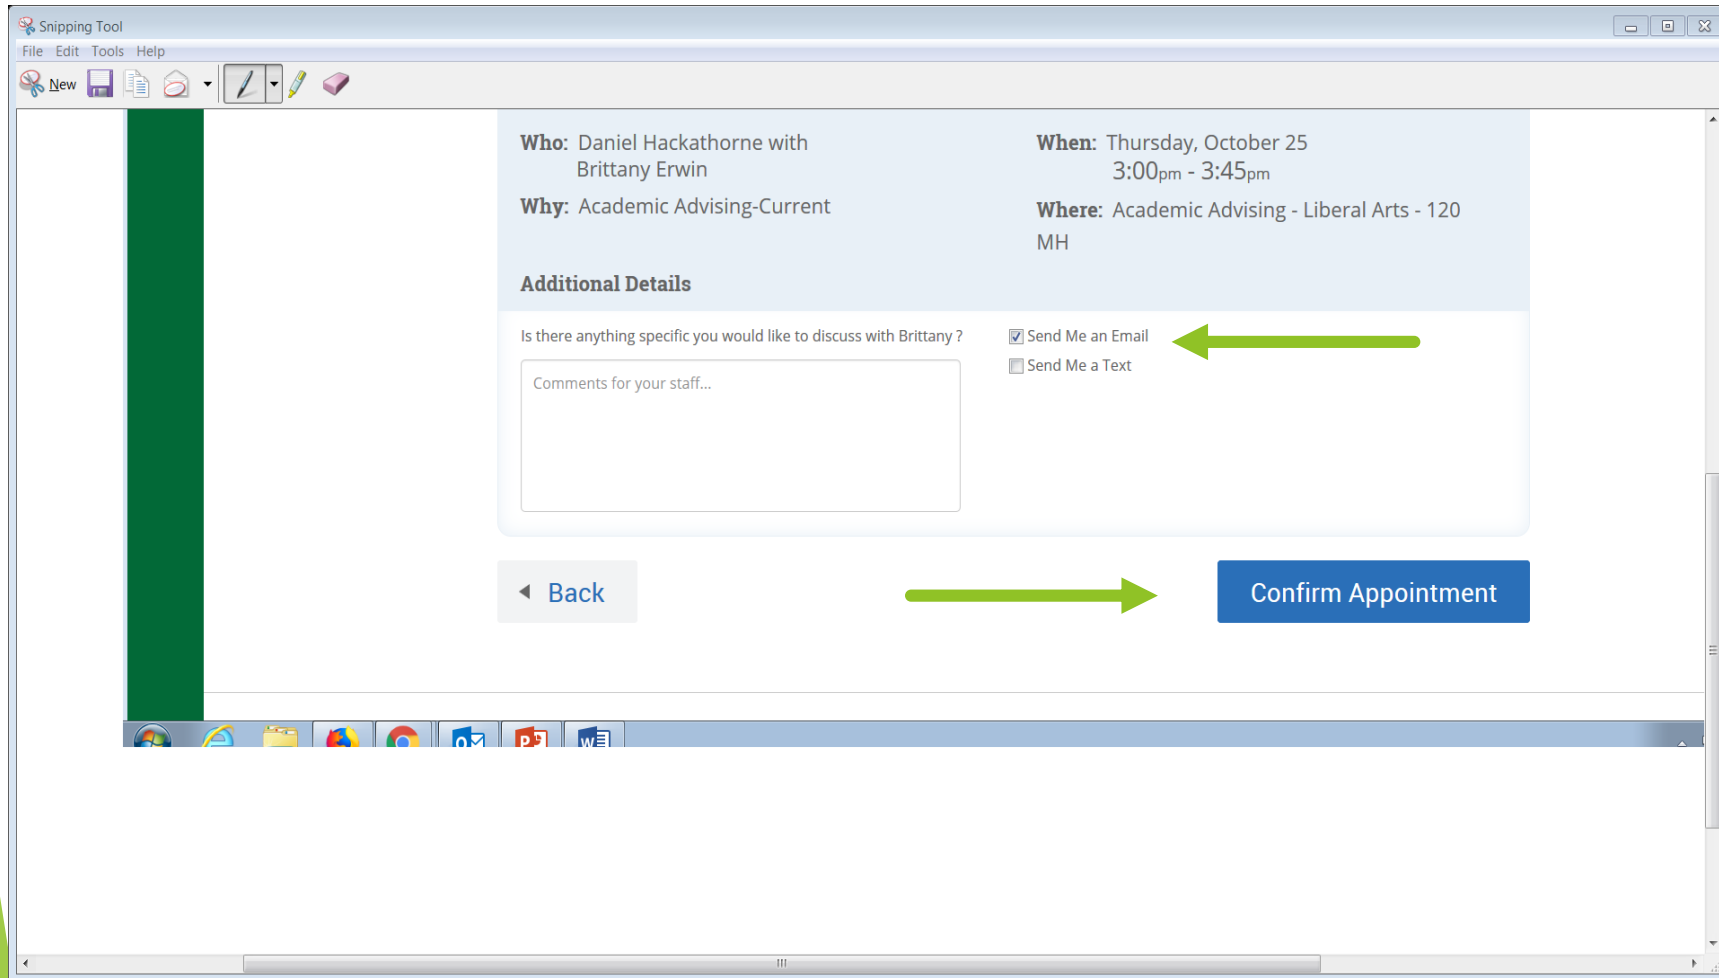 Snipping Tool
File Edit Tools Help
New
Who: Daniel Hackathorne with
Brittany Erwin
Why: Academic Advising-Current
When: Thursday, October 25
3:00pm - 3:45pm
Where: Academic Advising - Liberal Arts - 120
MH
Additional Details
Is there anything specific you would like to discuss with Brittany ?
Comments for your staff...
Send Me an Email
Send Me a Text
Back
Confirm Appointment